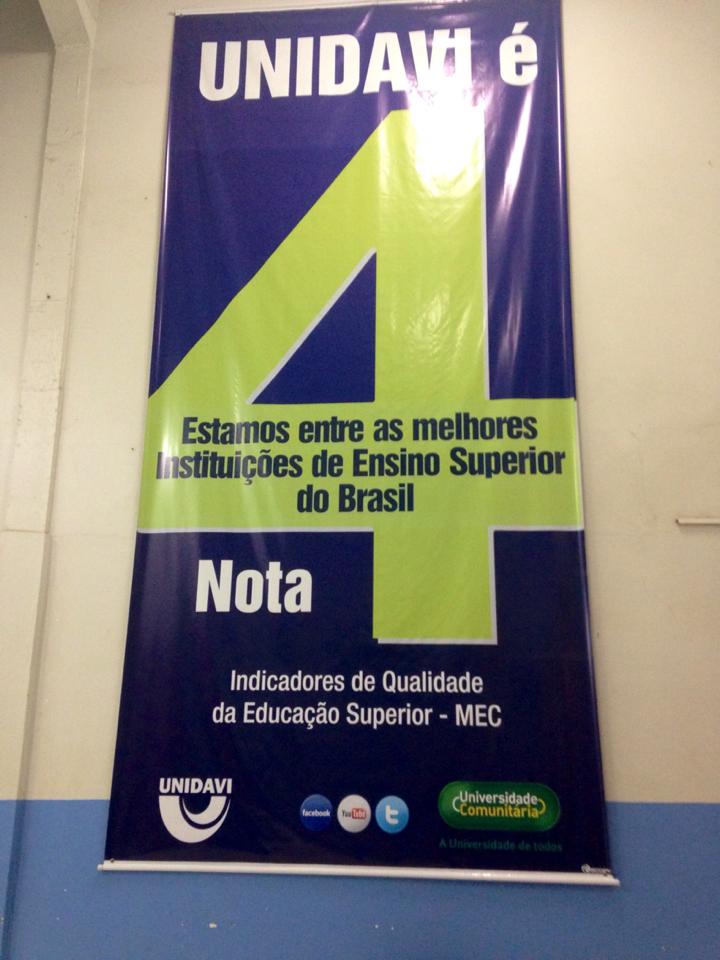 UNIDAVI é
4
Estamos entre as melhores
Instituições de Ensino Superior
do Brasil
Nota
Indicadores de Qualidade
da Educação Superior - MEC
UNIDAVI
facebook
YouTube
t
Universidade
Comunitária
A Universidade de todos